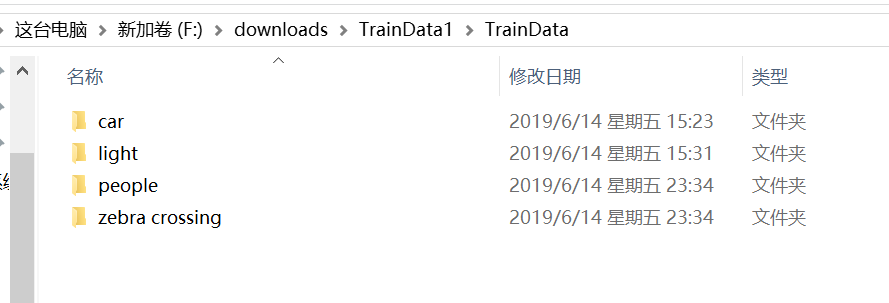 这台电脑 > 新加卷 (F:) > downloads > TrainData1 > TrainData
名称 修改日期 类型
car 2019/6/14 星期五 15:23 文件夹
light 2019/6/14 星期五 15:31 文件夹
people 2019/6/14 星期五 23:34 文件夹
zebra crossing 2019/6/14 星期五 23:34 文件夹